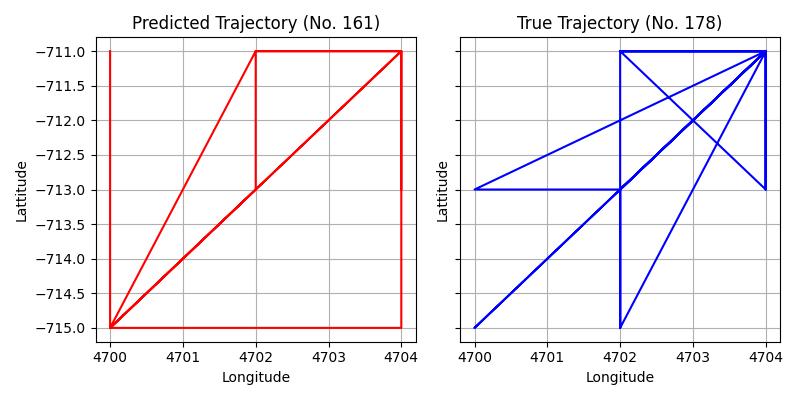 Predicted Trajectory (No. 161)
True Trajectory (No. 178)
−711.0
−711.5
−712.0
−712.5
−713.0
−713.5
−714.0
−714.5
−715.0
Lattitude
Lattitude
4700 4701 4702 4703 4704
4700 4701 4702 4703 4704
Longitude
Longitude